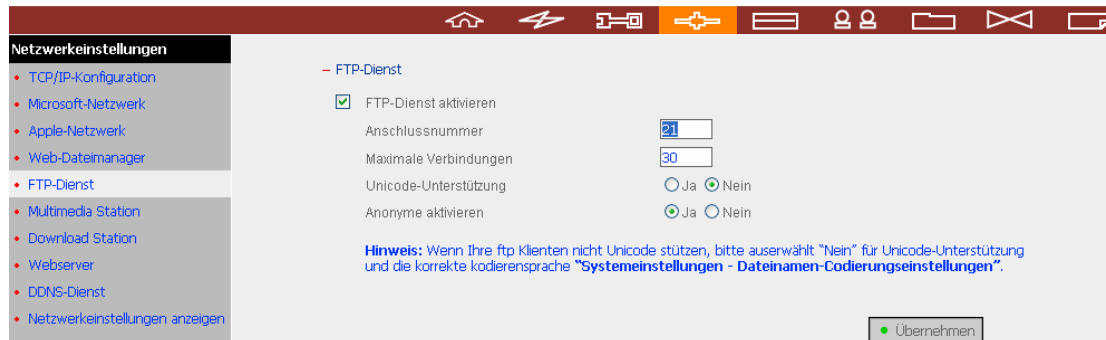 Netzwerkeinstellungen
TCP/IP-Konfiguration
Microsoft-Netzwerk
Apple-Netzwerk
Web-Dateimanager
FTP-Dienst
Multimedia Station
Download Station
Webserver
DDNS-Dienst
Netzwerkeinstellungen anzeigen
FTP-Dienst
FTP-Dienst aktivieren
Anschlussnummer 21
Maximale Verbindungen 30
Unicode-Unterstützung Ja Nein
Anonyme aktivieren Ja Nein
Hinweis: Wenn Ihre ftp Klienten nicht Unicode stützen, bitte auserwählt "Nein" für Unicode-Unterstützung
und die korrekte kodierensprache "Systemeinstellungen - Dateinamen-Codierungseinstellungen".
Übernehmen